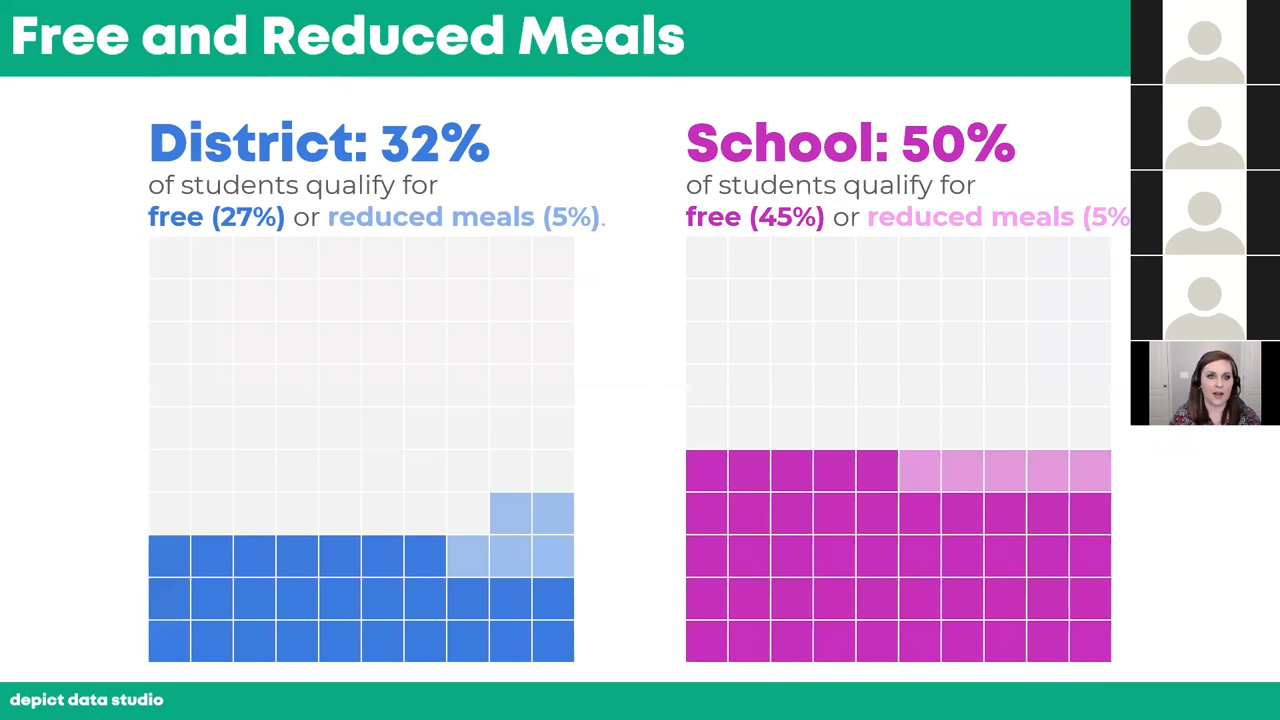 Free and Reduced Meals
District: 32%
of students qualify for
free (27%) or reduced meals (5%).
School: 50%
of students qualify for
free (45%) or reduced meals (5%
depict data studio